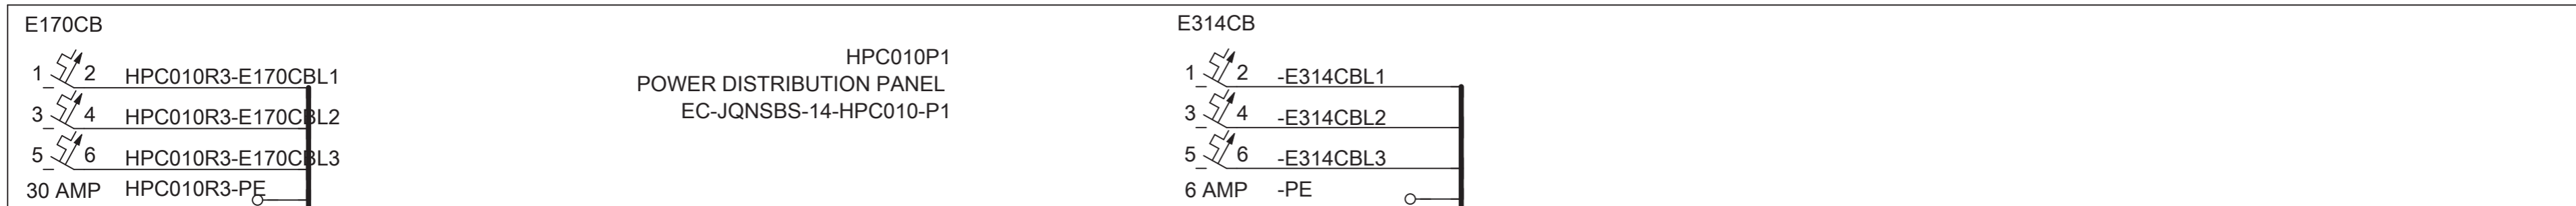 E170CB
1 2 HPC010R3-E170CBL1
3 4 HPC010R3-E170CBL2
5 6 HPC010R3-E170CBL3
30 AMP HPC010R3-PE
HPC010P1
POWER DISTRIBUTION PANEL
EC-JQNSBS-14-HPC010-P1
E314CB
1 2 -E314CBL1
3 4 -E314CBL2
5 6 -E314CBL3
6 AMP -PE